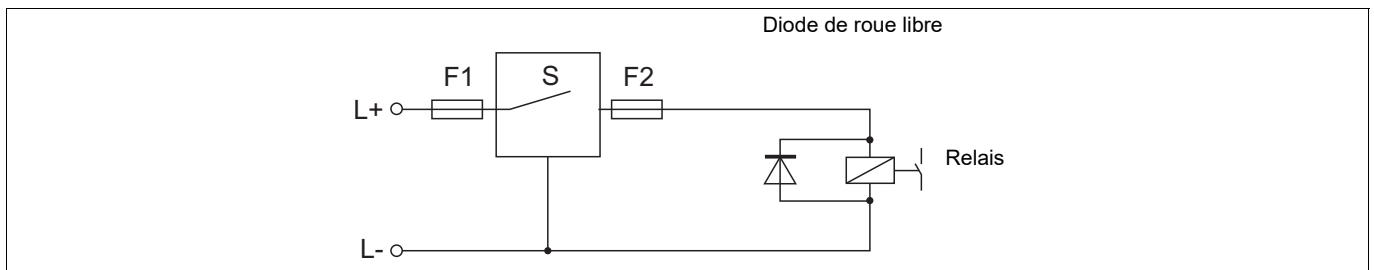 Diode de roue libre
F1
S
F2
L+
Relais
L-